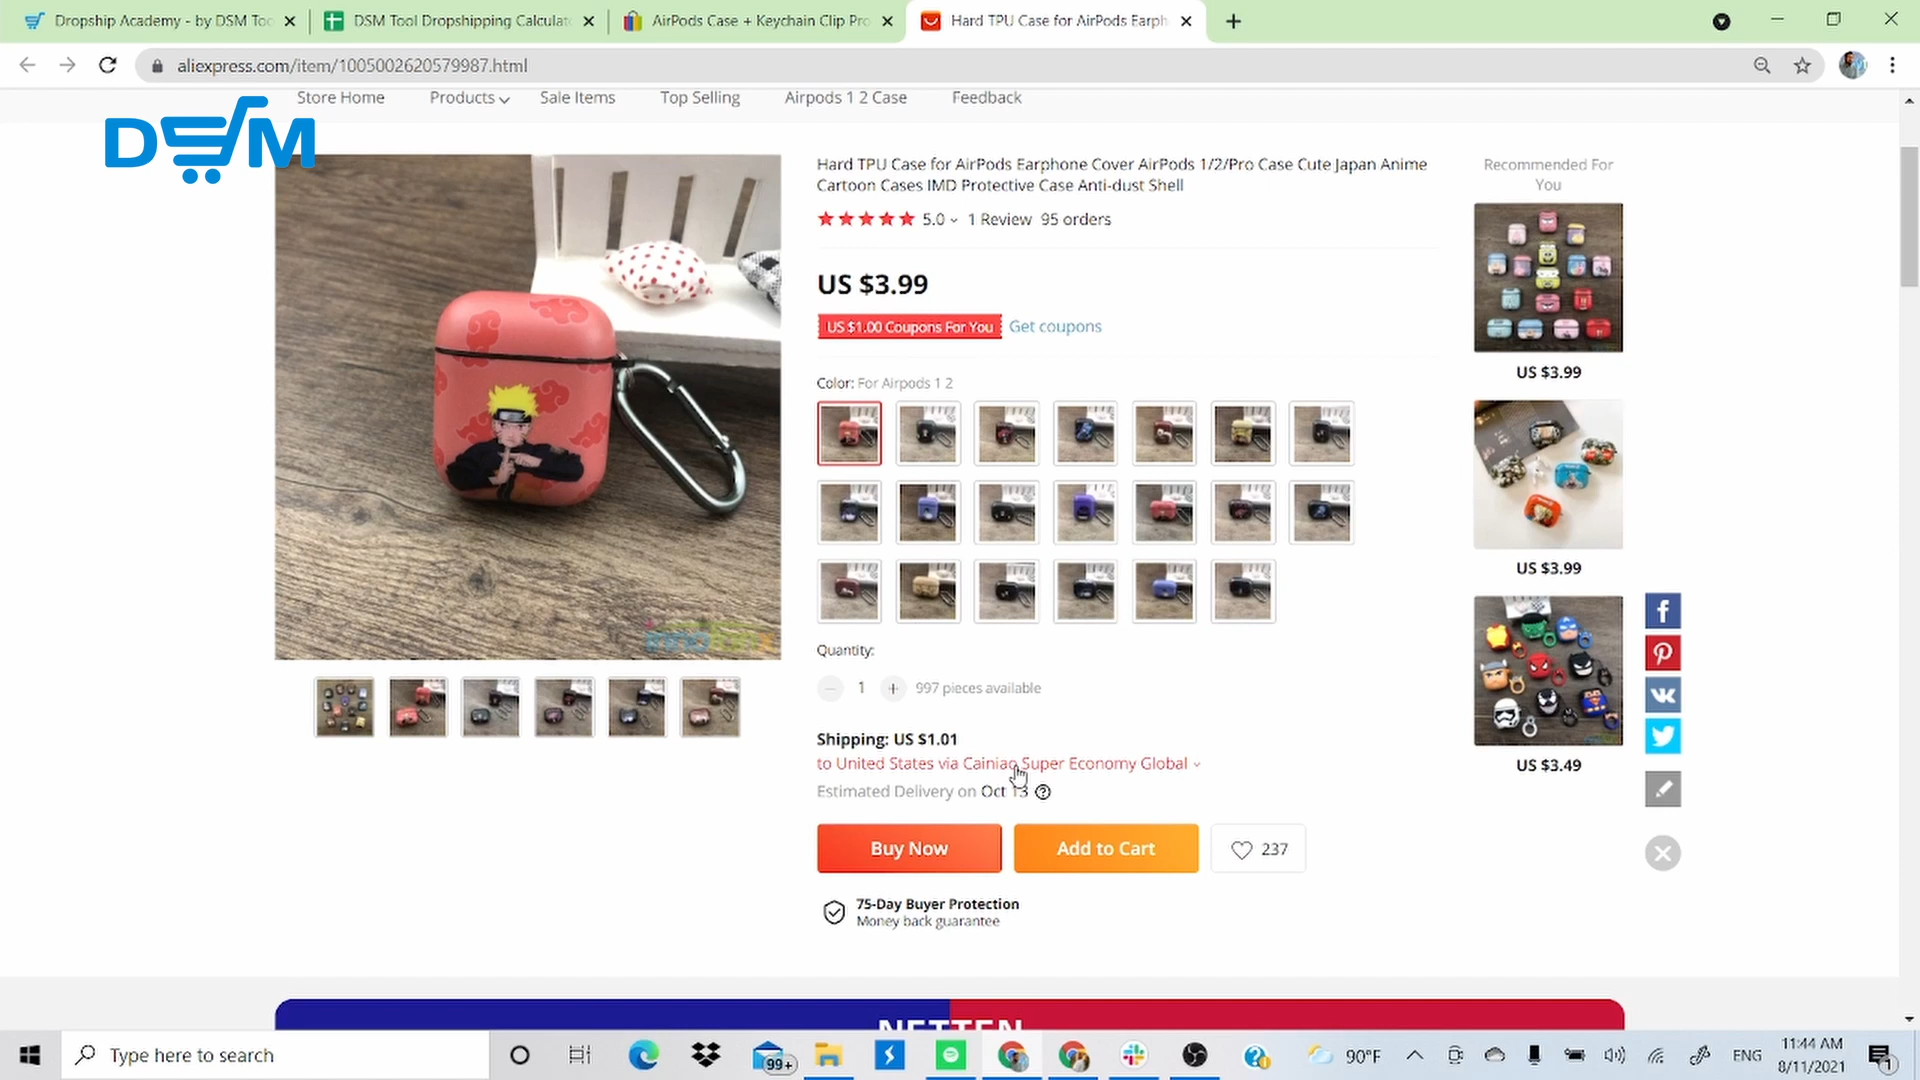 Dropship Academy - by DSM Too
DSM Tool Dropshipping Calculat
AirPods Case + Keychain Clip Pro
Hard TPU Case for AirPods Earph
aliexpress.com/item/1005002620579987.html
Store Home
Products
Sale Items
Top Selling
Airpods 1 2 Case
Feedback
DSM
Hard TPU Case for AirPods Earphone Cover AirPods 1/2/Pro Case Cute Japan Anime
Cartoon Cases IMD Protective Case Anti-dust Shell
5.0 1 Review 95 orders
US $3.99
US $1.00 Coupons For You Get coupons
Color: For Airpods 1 2
Quantity:
1 997 pieces available
Shipping: US $1.01
to United States via Cainiao Super Economy Global
Estimated Delivery on Oct 13
Buy Now
Add to Cart
237
75-Day Buyer Protection
Money back guarantee
Recommended For
You
US $3.99
US $3.99
US $3.49
Type here to search
99+
90°F
ENG
11:44 AM
8/11/2021
1